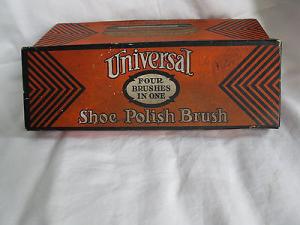 Universal
FOUR
BRUSHES
IN ONE
Shoe Polish Brush